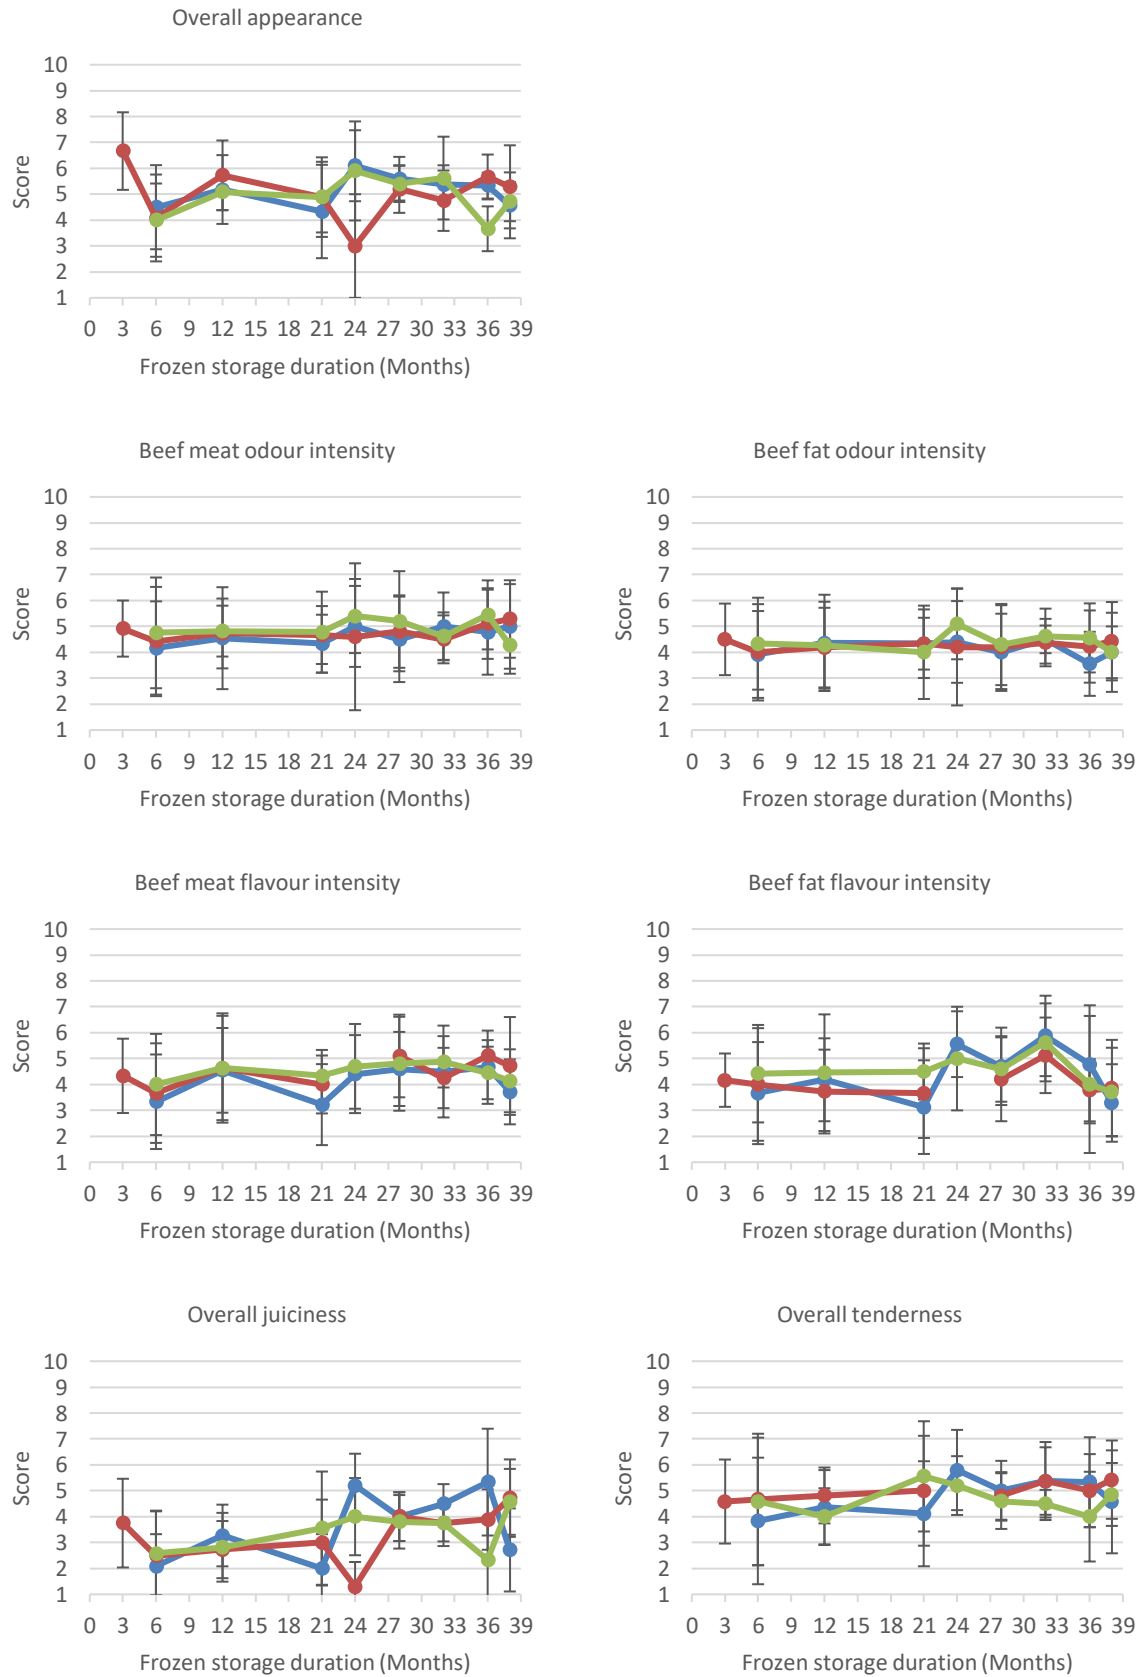 Overall appearance
10
9
8
7
6
5
4
3
2
1
Score
0 3 6 9 12 15 18 21 24 27 30 33 36 39
Frozen storage duration (Months)
Beef meat odour intensity
10
9
8
7
6
5
4
3
2
1
Score
0 3 6 9 12 15 18 21 24 27 30 33 36 39
Frozen storage duration (Months)
Beef fat odour intensity
10
9
8
7
6
5
4
3
2
1
Score
0 3 6 9 12 15 18 21 24 27 30 33 36 39
Frozen storage duration (Months)
Beef meat flavour intensity
10
9
8
7
6
5
4
3
2
1
Score
0 3 6 9 12 15 18 21 24 27 30 33 36 39
Frozen storage duration (Months)
Beef fat flavour intensity
10
9
8
7
6
5
4
3
2
1
Score
0 3 6 9 12 15 18 21 24 27 30 33 36 39
Frozen storage duration (Months)
Overall juiciness
10
9
8
7
6
5
4
3
2
1
Score
0 3 6 9 12 15 18 21 24 27 30 33 36 39
Frozen storage duration (Months)
Overall tenderness
10
9
8
7
6
5
4
3
2
1
Score
0 3 6 9 12 15 18 21 24 27 30 33 36 39
Frozen storage duration (Months)